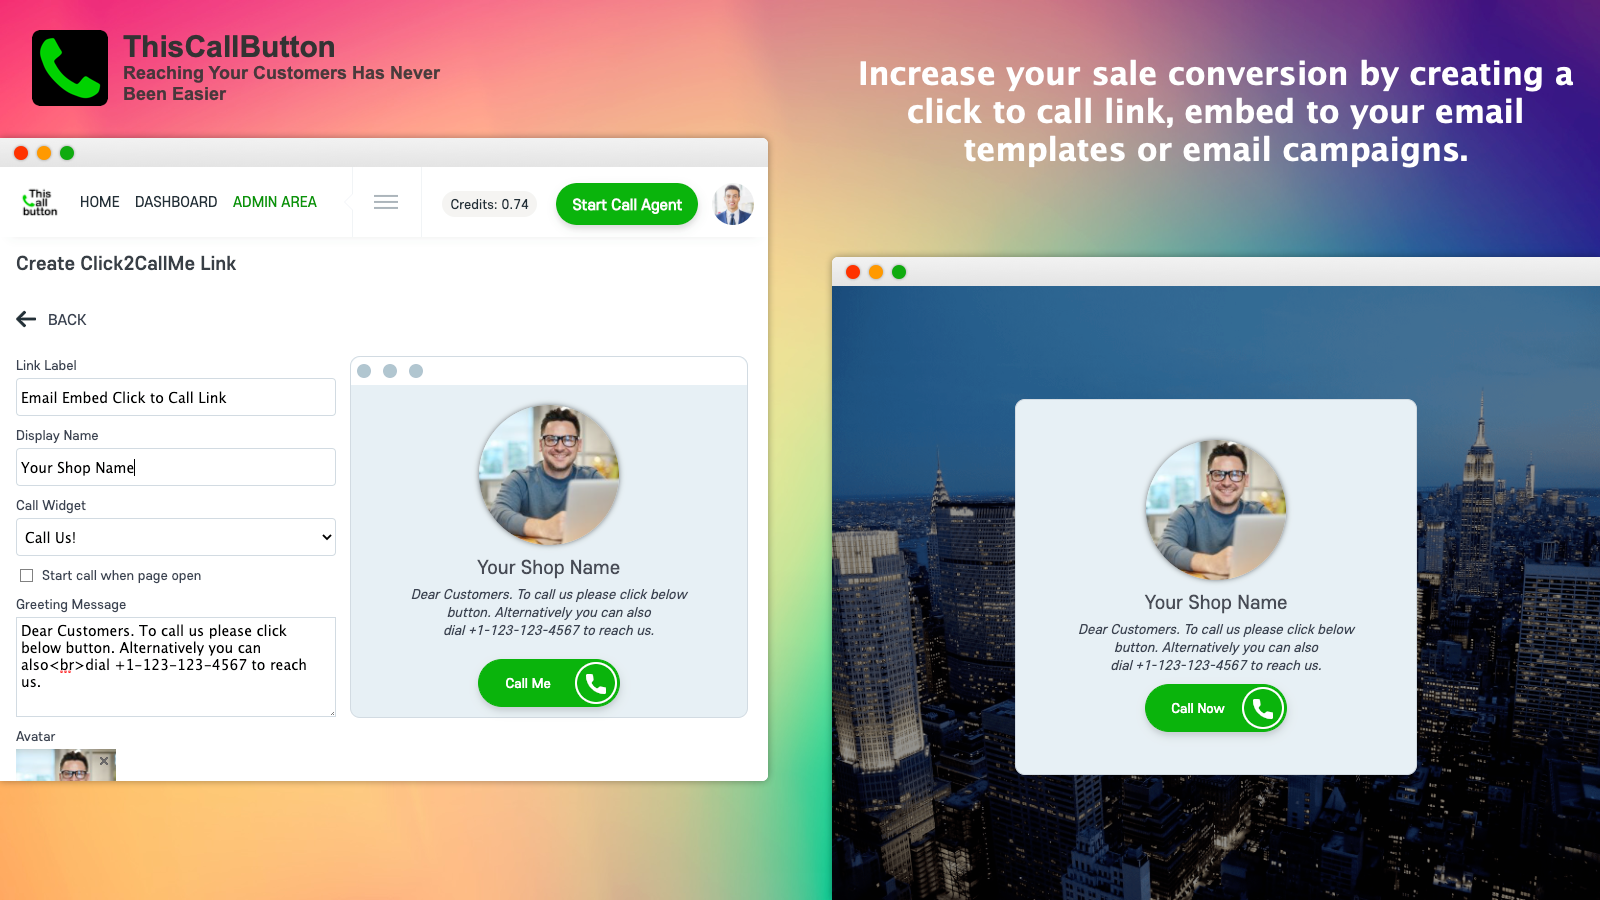 ThisCallButton
Reaching Your Customers Has Never
Been Easier
Increase your sale conversion by creating a
click to call link, embed to your email
templates or email campaigns.
This
all
button
HOME
DASHBOARD
ADMIN AREA
Credits: 0.74
Start Call Agent
Create Click2CallMe Link
BACK
Link Label
Email Embed Click to Call Link
Display Name
Your Shop Name
Call Widget
Call Us!
Start call when page open
Greeting Message
Dear Customers. To call us please click
below button. Alternatively you can
also<br>dial +1-123-123-4567 to reach
us.
Avatar
Your Shop Name
Dear Customers. To call us please click below
button. Alternatively you can also
dial +1-123-123-4567 to reach us.
Call Me
Your Shop Name
Dear Customers. To call us please click below
button. Alternatively you can also
dial +1-123-123-4567 to reach us.
Call Now